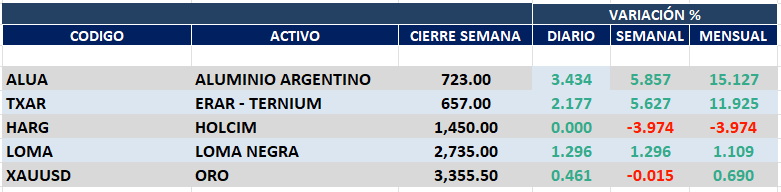 VARIACIÓN %
CODIGO ACTIVO CIERRE SEMANA DIARIO SEMANAL MENSUAL
ALUA ALUMINIO ARGENTINO 723.00 3.434 5.857 15.127
TXAR ERAR - TERNIUM 657.00 2.177 5.627 11.925
HARG HOLCIM 1,450.00 0.000 -3.974 -3.974
LOMA LOMA NEGRA 2,735.00 1.296 1.296 1.109
XAUUSD ORO 3,355.50 0.461 -0.015 0.690